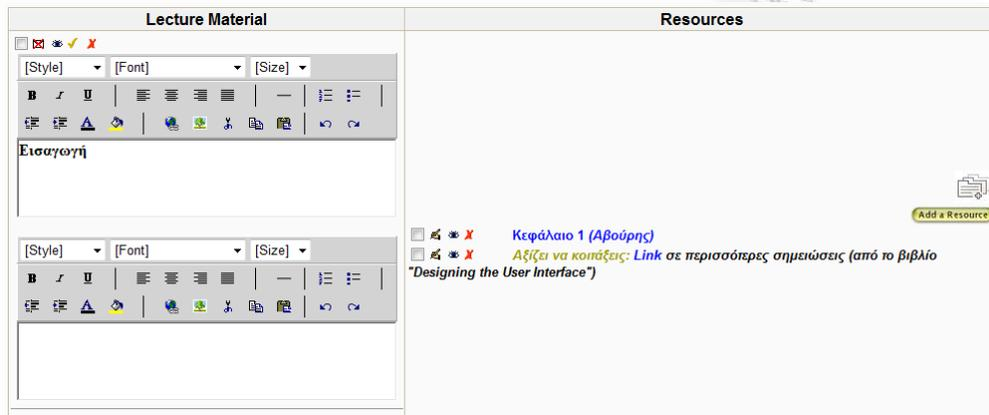 Lecture Material
Resources
[Style] [Font] [Size]
B I U
A
Εισαγωγή
Add a Resource
[Style] [Font] [Size]
B I U
A
Κεφάλαιο 1 (Αβούρης)
Αξίζει να κοιτάξεις: Link σε περισσότερες σημειώσεις (από το βιβλίο
"Designing the User Interface")